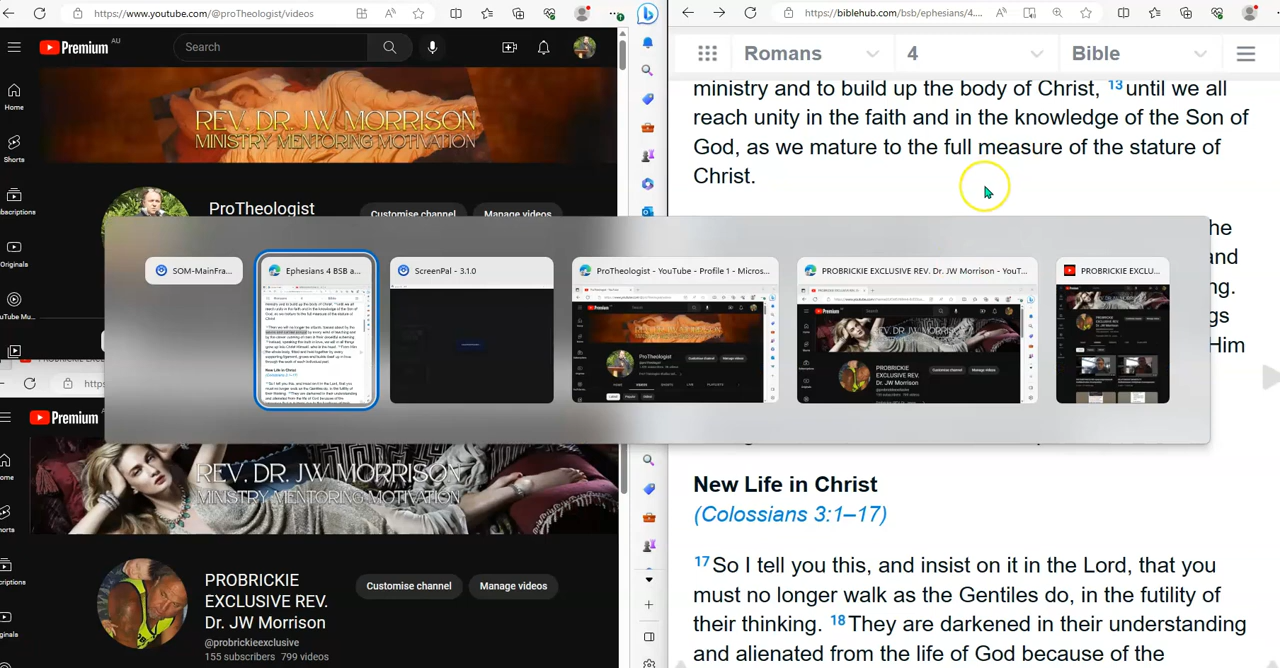 https://www.youtube.com/@proTheologist/videos
Premium AU
Search
REV. DR. JW MORRISON
MINISTRY MENTORING MOTIVATION
Home
Shorts
Originals
ProTheologist
Customise channel
Manage videos
https://biblehub.com/bsb/ephesians/4....
Romans
4
Bible
ministry and to build up the body of Christ, 13 until we all
reach unity in the faith and in the knowledge of the Son of
God, as we mature to the full measure of the stature of
Christ.
SOM-MainFra...
Ephesians 4 BSB a...
ScreenPal - 3.1.0
ProTheologist - YouTube - Profile 1 - Micros...
PROBRICKIE EXCLUSIVE REV. Dr. JW Morrison — YouT...
PROBRICKIE EXCLU...
https:
Premium
REV. DR. JW MORRISON
MINISTRY MENTORING MOTIVATION
PROBRICKIE
EXCLUSIVE REV.
Dr. JW Morrison
@probrickieexclusive
155 subscribers 799 videos
Customise channel
Manage videos
New Life in Christ
(Colossians 3:1–17)
17 So I tell you this, and insist on it in the Lord, that you
must no longer walk as the Gentiles do, in the futility of
their thinking. 18 They are darkened in their understanding
and alienated from the life of God because of the